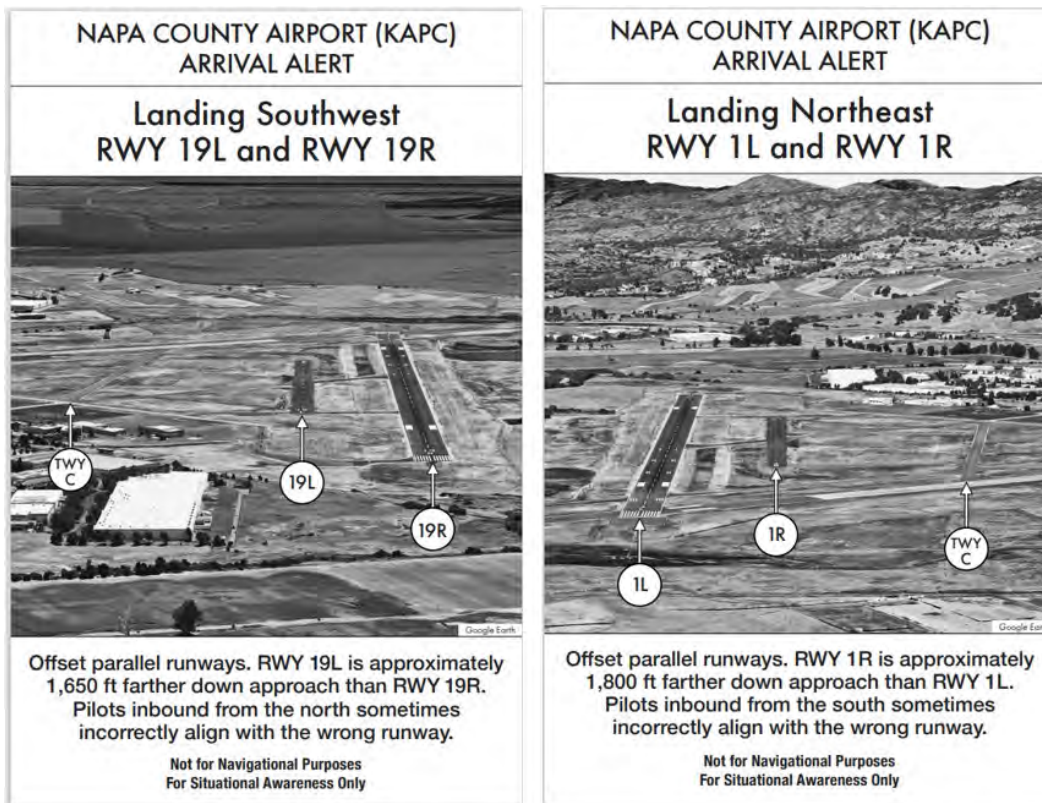 NAPA COUNTY AIRPORT (KAPC)
ARRIVAL ALERT
Landing Southwest
RWY 19L and RWY 19R
TWY
C
19L
19R
Google Earth
Offset parallel runways. RWY 19L is approximately
1,650 ft farther down approach than RWY 19R.
Pilots inbound from the north sometimes
incorrectly align with the wrong runway.
Not for Navigational Purposes
For Situational Awareness Only
NAPA COUNTY AIRPORT (KAPC)
ARRIVAL ALERT
Landing Northeast
RWY 1L and RWY 1R
1L
1R
TWY
C
Google Eart
Offset parallel runways. RWY 1R is approximately
1,800 ft farther down approach than RWY 1L.
Pilots inbound from the south sometimes
incorrectly align with the wrong runway.
Not for Navigational Purposes
For Situational Awareness Only